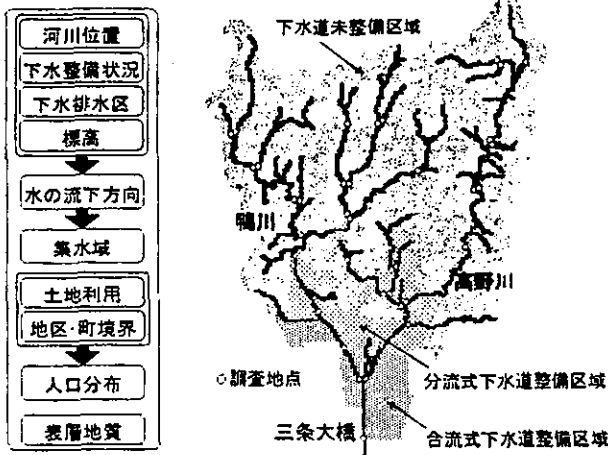 河川位置
下水整備状況
下水排水区
標高
水の流下方向
集水域
土地利用
地区・町境界
人口分布
表層地質
下水道未整備区域
鴨川
高野川
○調査地点
分流式下水道整備区域
三条大橋
合流式下水道整備区域